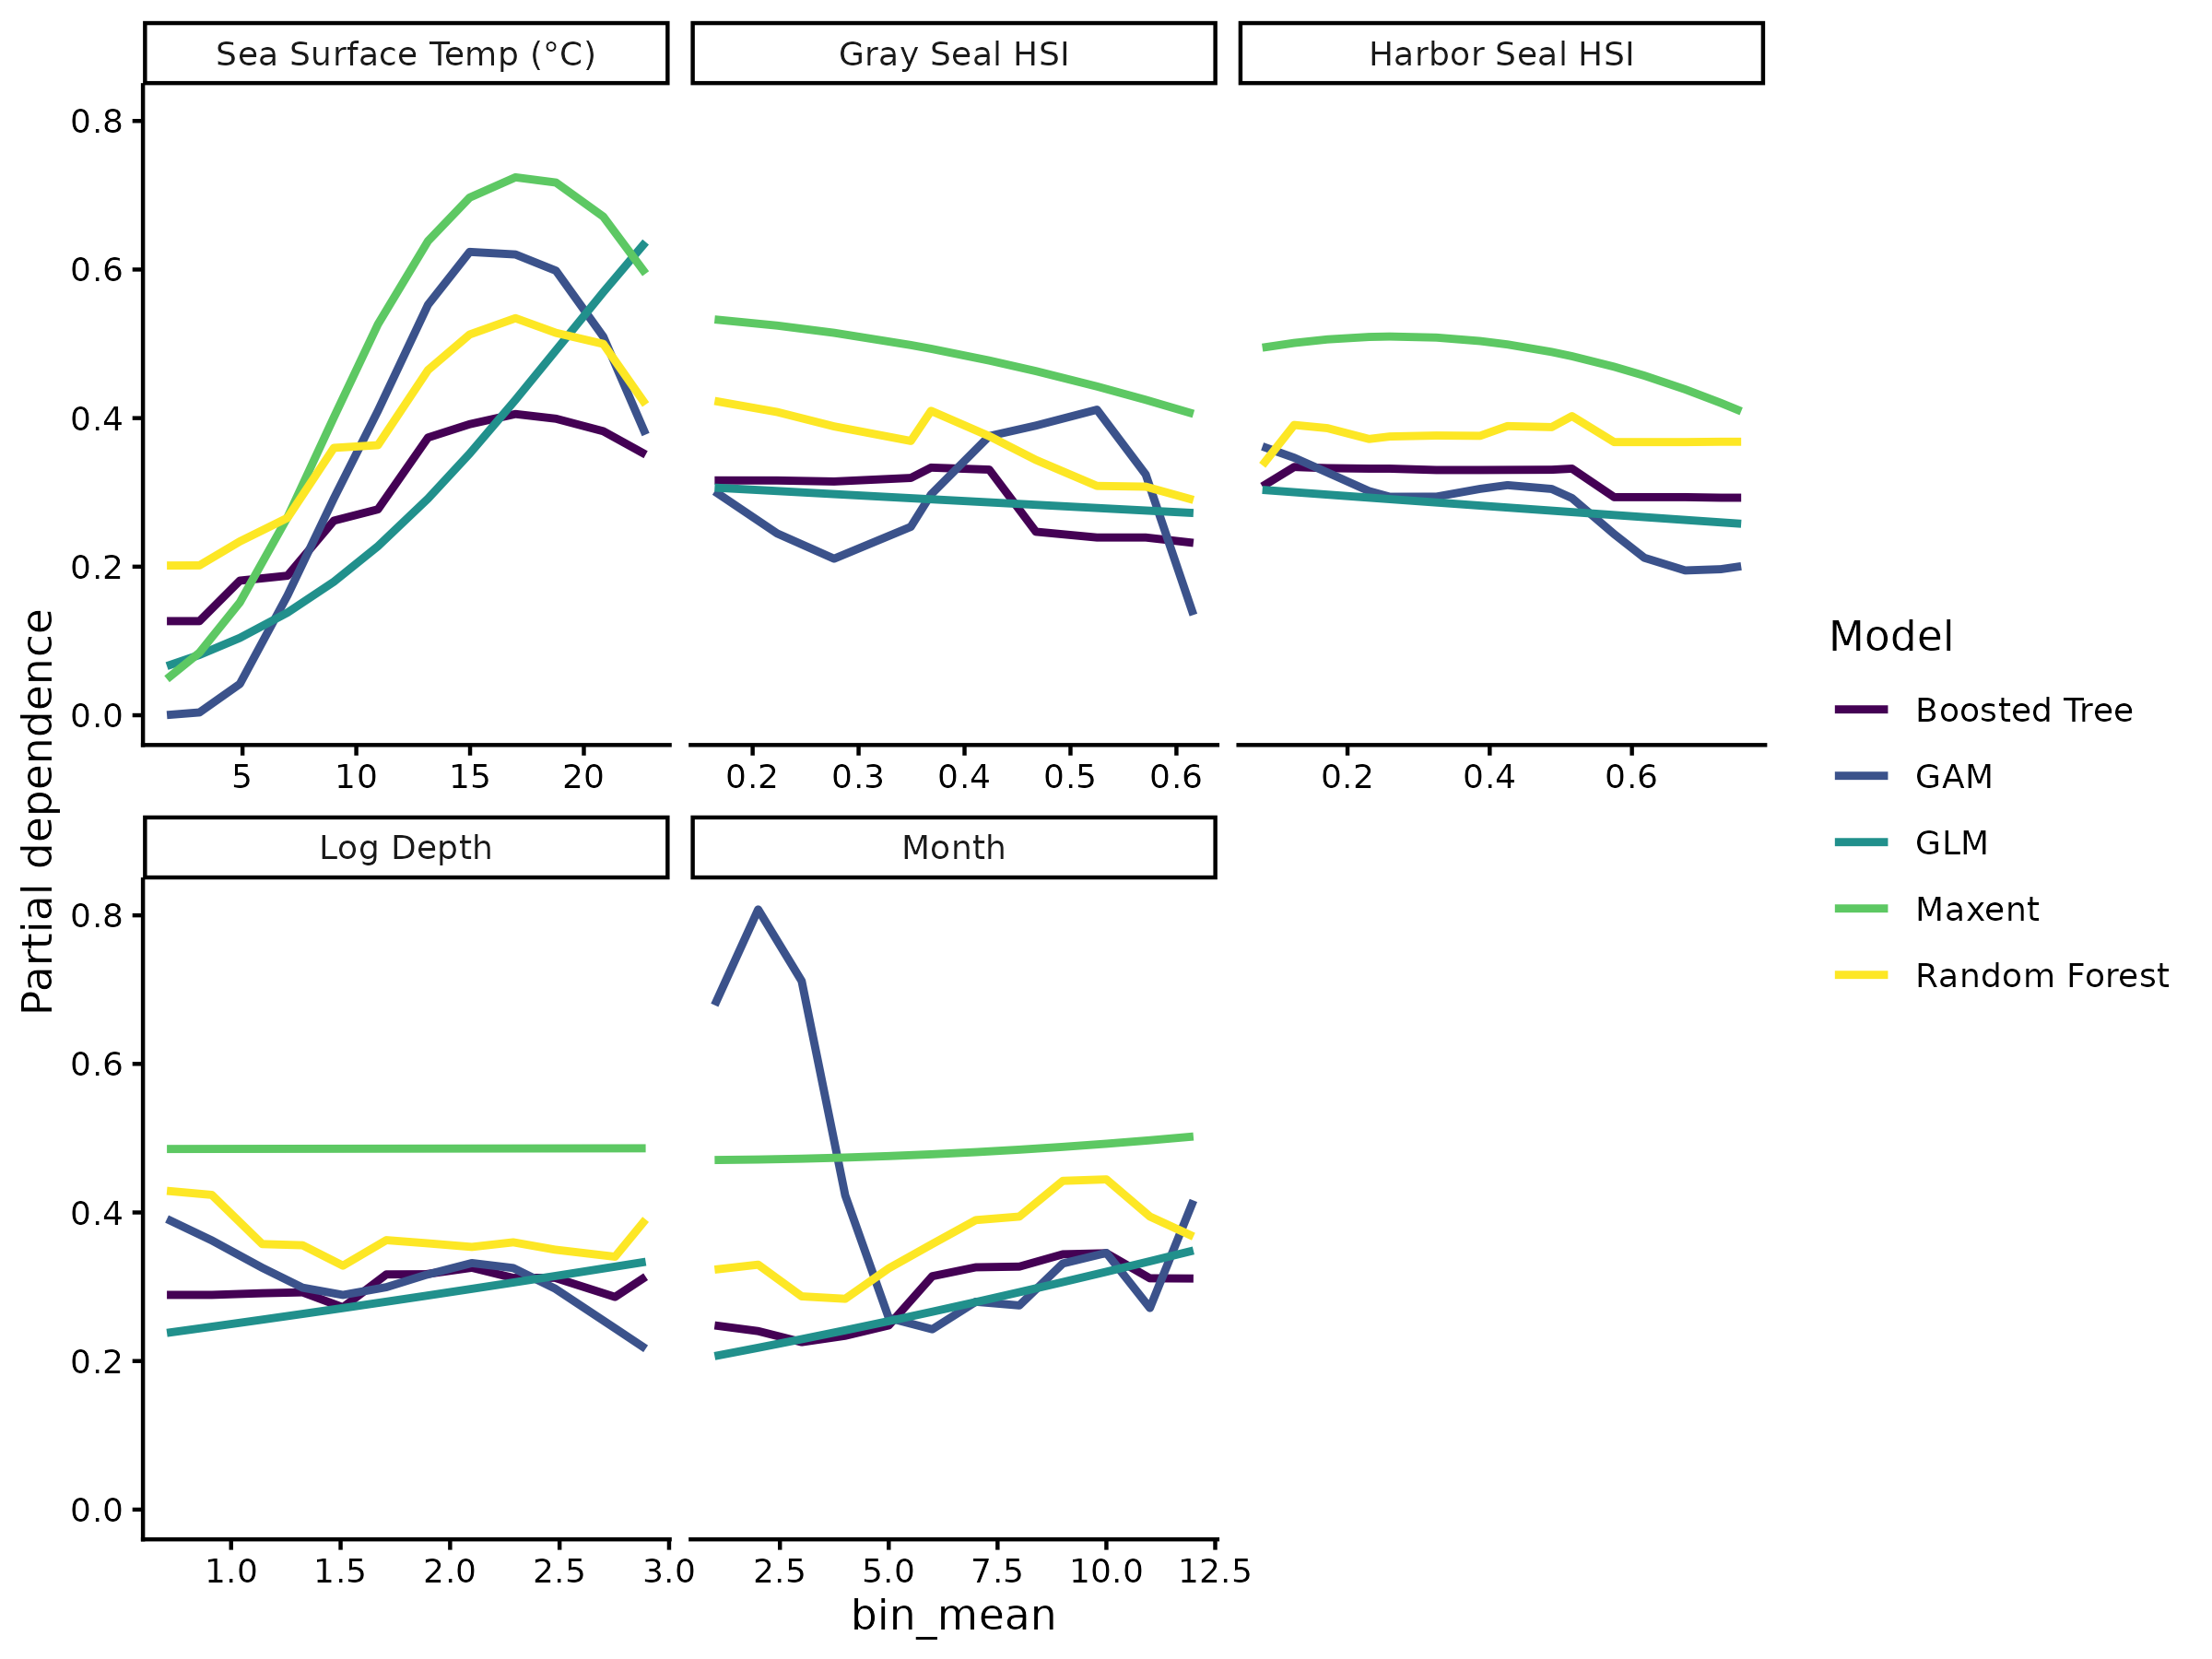 Sea Surface Temp (°C)
Gray Seal HSI
Harbor Seal HSI
0.8
0.6
0.4
0.2
0.0
5 10 15 20
0.2 0.3 0.4 0.5 0.6
0.2 0.4 0.6
Log Depth
Month
0.8
0.6
0.4
0.2
0.0
1.0 1.5 2.0 2.5 3.0
2.5 5.0 7.5 10.0 12.5
bin_mean
Partial dependence
Model
Boosted Tree
GAM
GLM
Maxent
Random Forest